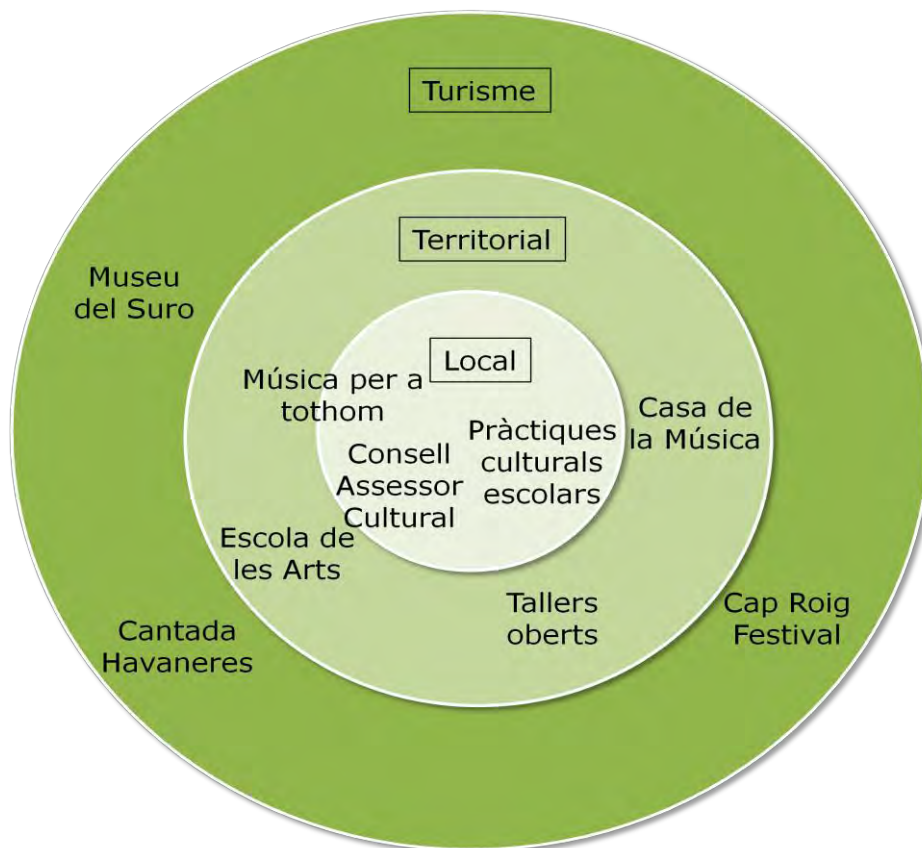 Turisme
Territorial
Museu
del Suro
Local
Música per a
tothom
Casa de
la Música
Pràctiques
culturals
escolars
Consell
Assessor
Cultural
Escola de
les Arts
Tallers
oberts
Cap Roig
Festival
Cantada
Havaneres